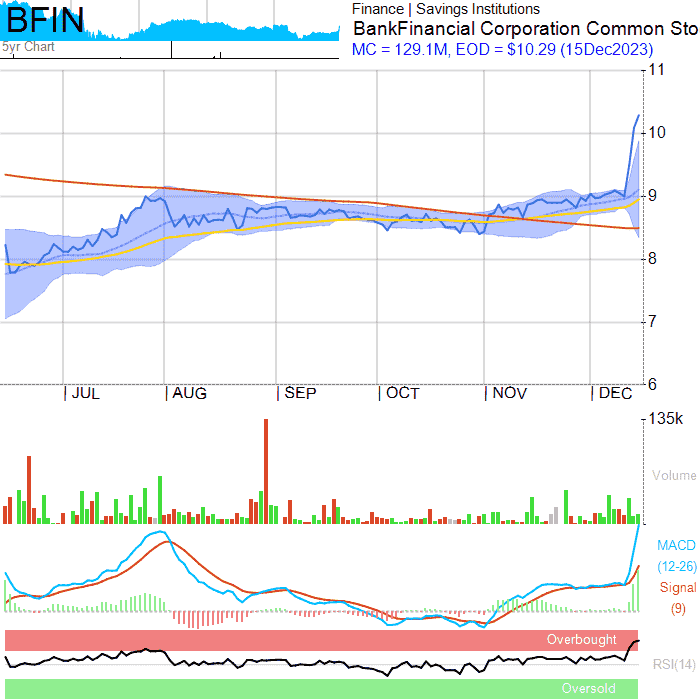 BFIN
5yr Chart
Finance | Savings Institutions
BankFinancial Corporation Common Sto
MC = 129.1M, EOD = $10.29 (15Dec2023)
11
10
9
8
7
6
JUL
AUG
SEP
OCT
NOV
DEC
135k
Volume
MACD
(12-26)
Signal
(9)
Overbought
RSI(14)
Oversold